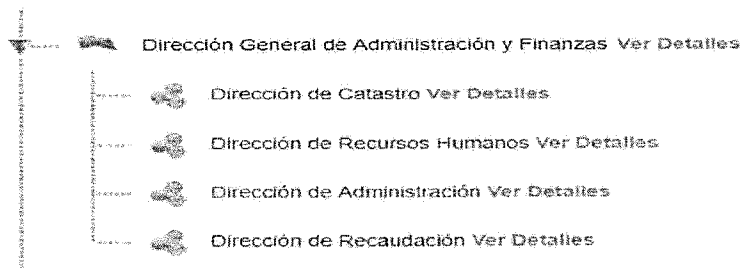 Dirección General de Administración y Finanzas Ver Detalles
Dirección de Catastro Ver Detalles
Dirección de Recursos Humanos Ver Detalles
Dirección de Administración Ver Detalles
Dirección de Recaudación Ver Detalles